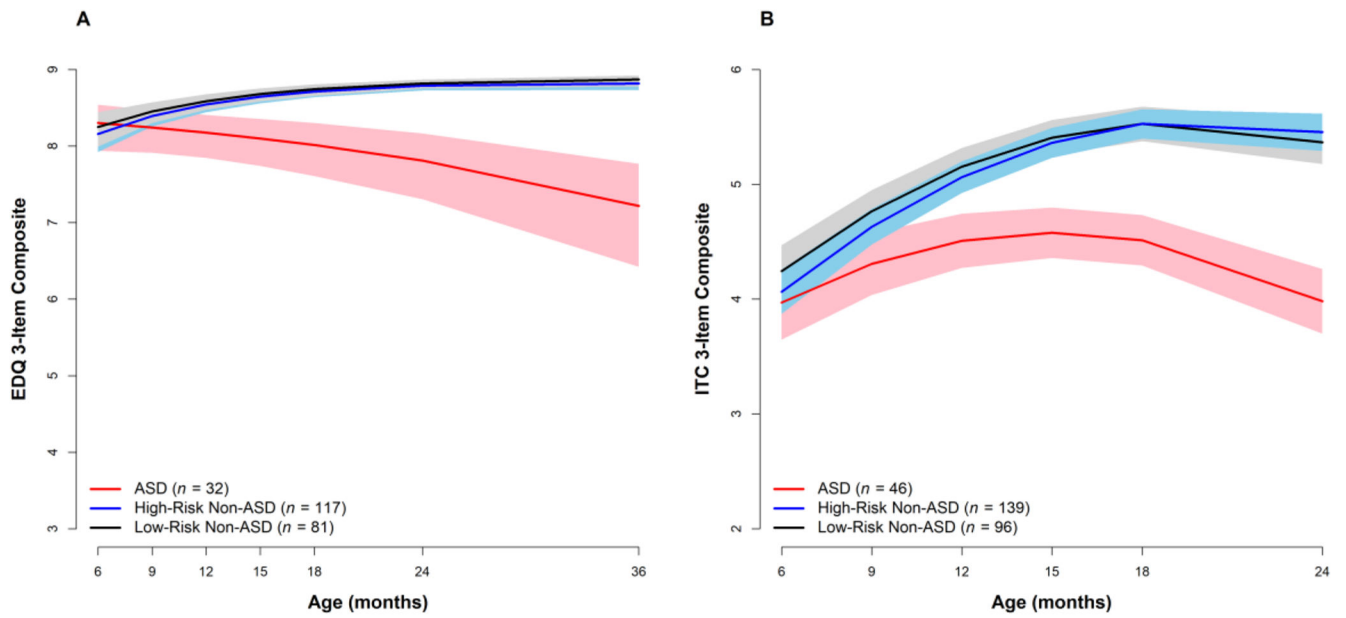 A
EDQ 3-Item Composite
9
8
7
6
5
4
3
ASD (n = 32)
High-Risk Non-ASD (n = 117)
Low-Risk Non-ASD (n = 81)
6 9 12 15 18 24 36
Age (months)
B
ITC 3-Item Composite
6
5
4
3
2
ASD (n = 46)
High-Risk Non-ASD (n = 139)
Low-Risk Non-ASD (n = 96)
6 9 12 15 18 24
Age (months)